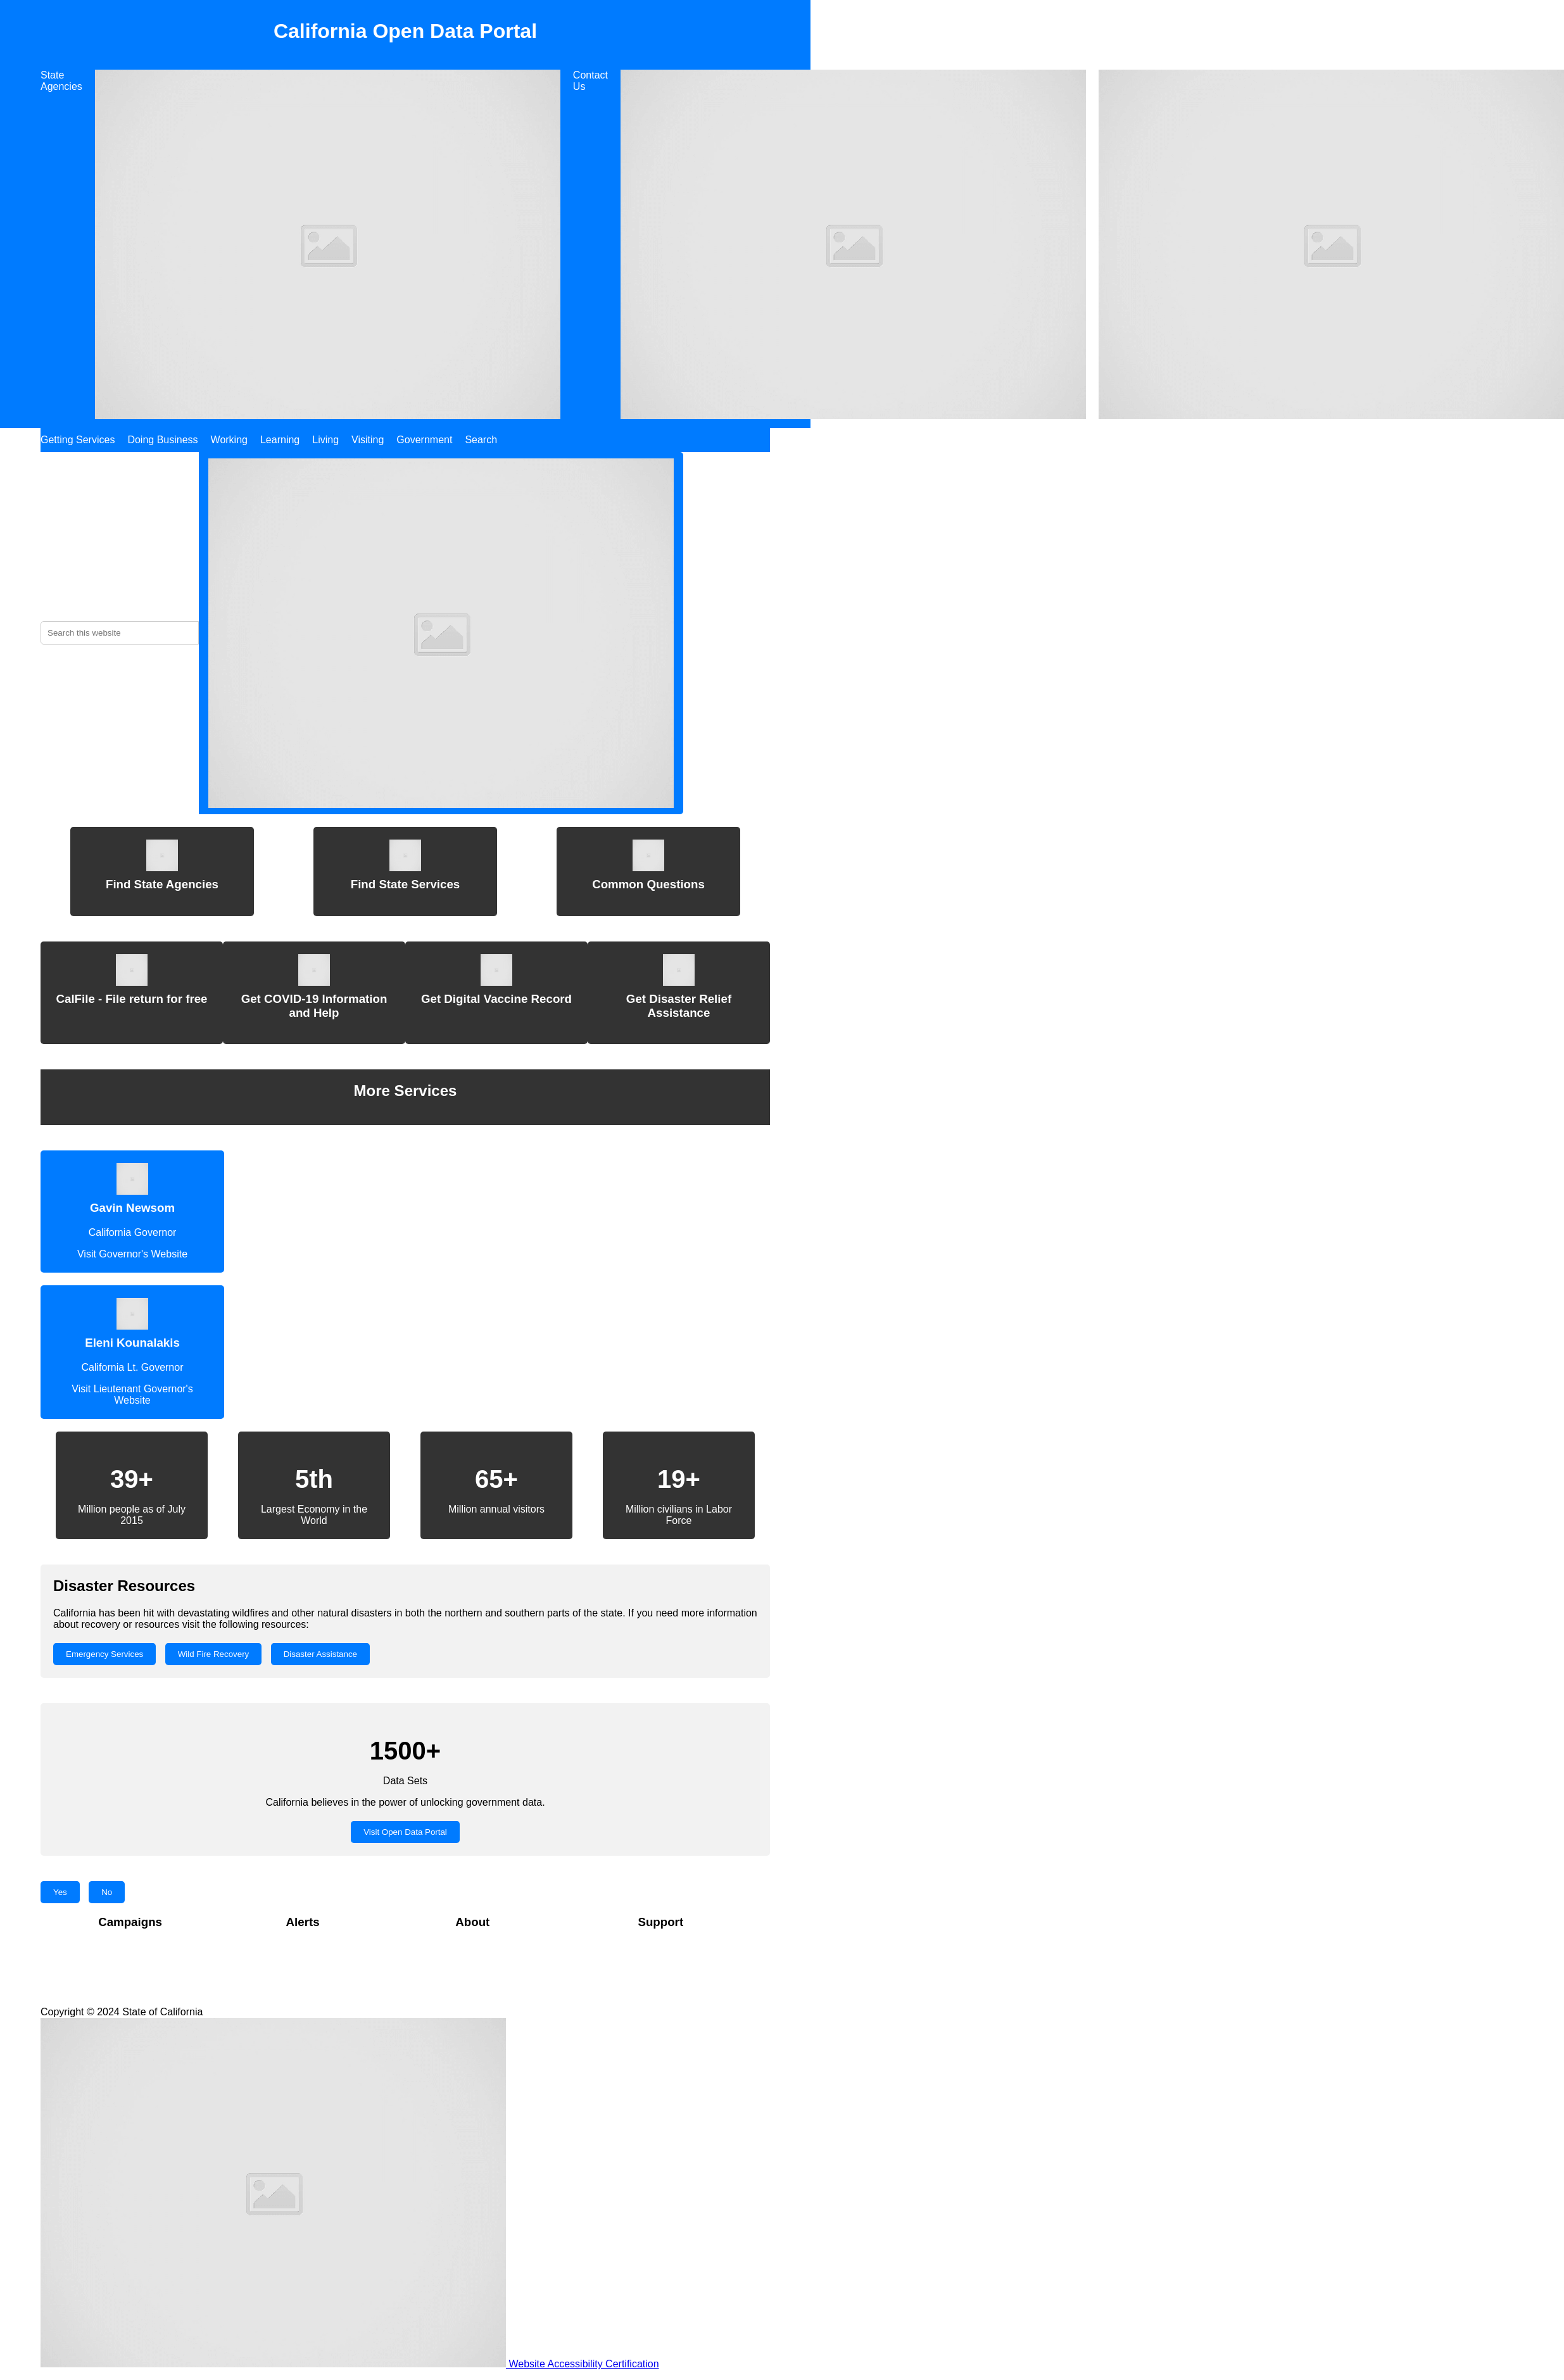 California Open Data Portal
State
Agencies
Contact
Us
Getting Services Doing Business Working Learning Living Visiting Government Search
Search this website
Find State Agencies
Find State Services
Common Questions
CalFile - File return for free
Get COVID-19 Information
and Help
Get Digital Vaccine Record
Get Disaster Relief
Assistance
More Services
Gavin Newsom
California Governor
Visit Governor's Website
Eleni Kounalakis
California Lt. Governor
Visit Lieutenant Governor's
Website
39+
Million people as of July
2015
5th
Largest Economy in the
World
65+
Million annual visitors
19+
Million civilians in Labor
Force
Disaster Resources
California has been hit with devastating wildfires and other natural disasters in both the northern and southern parts of the state. If you need more information
about recovery or resources visit the following resources:
Emergency Services Wild Fire Recovery Disaster Assistance
1500+
Data Sets
California believes in the power of unlocking government data.
Visit Open Data Portal
Yes No
Campaigns Alerts About Support
Copyright © 2024 State of California
Website Accessibility Certification